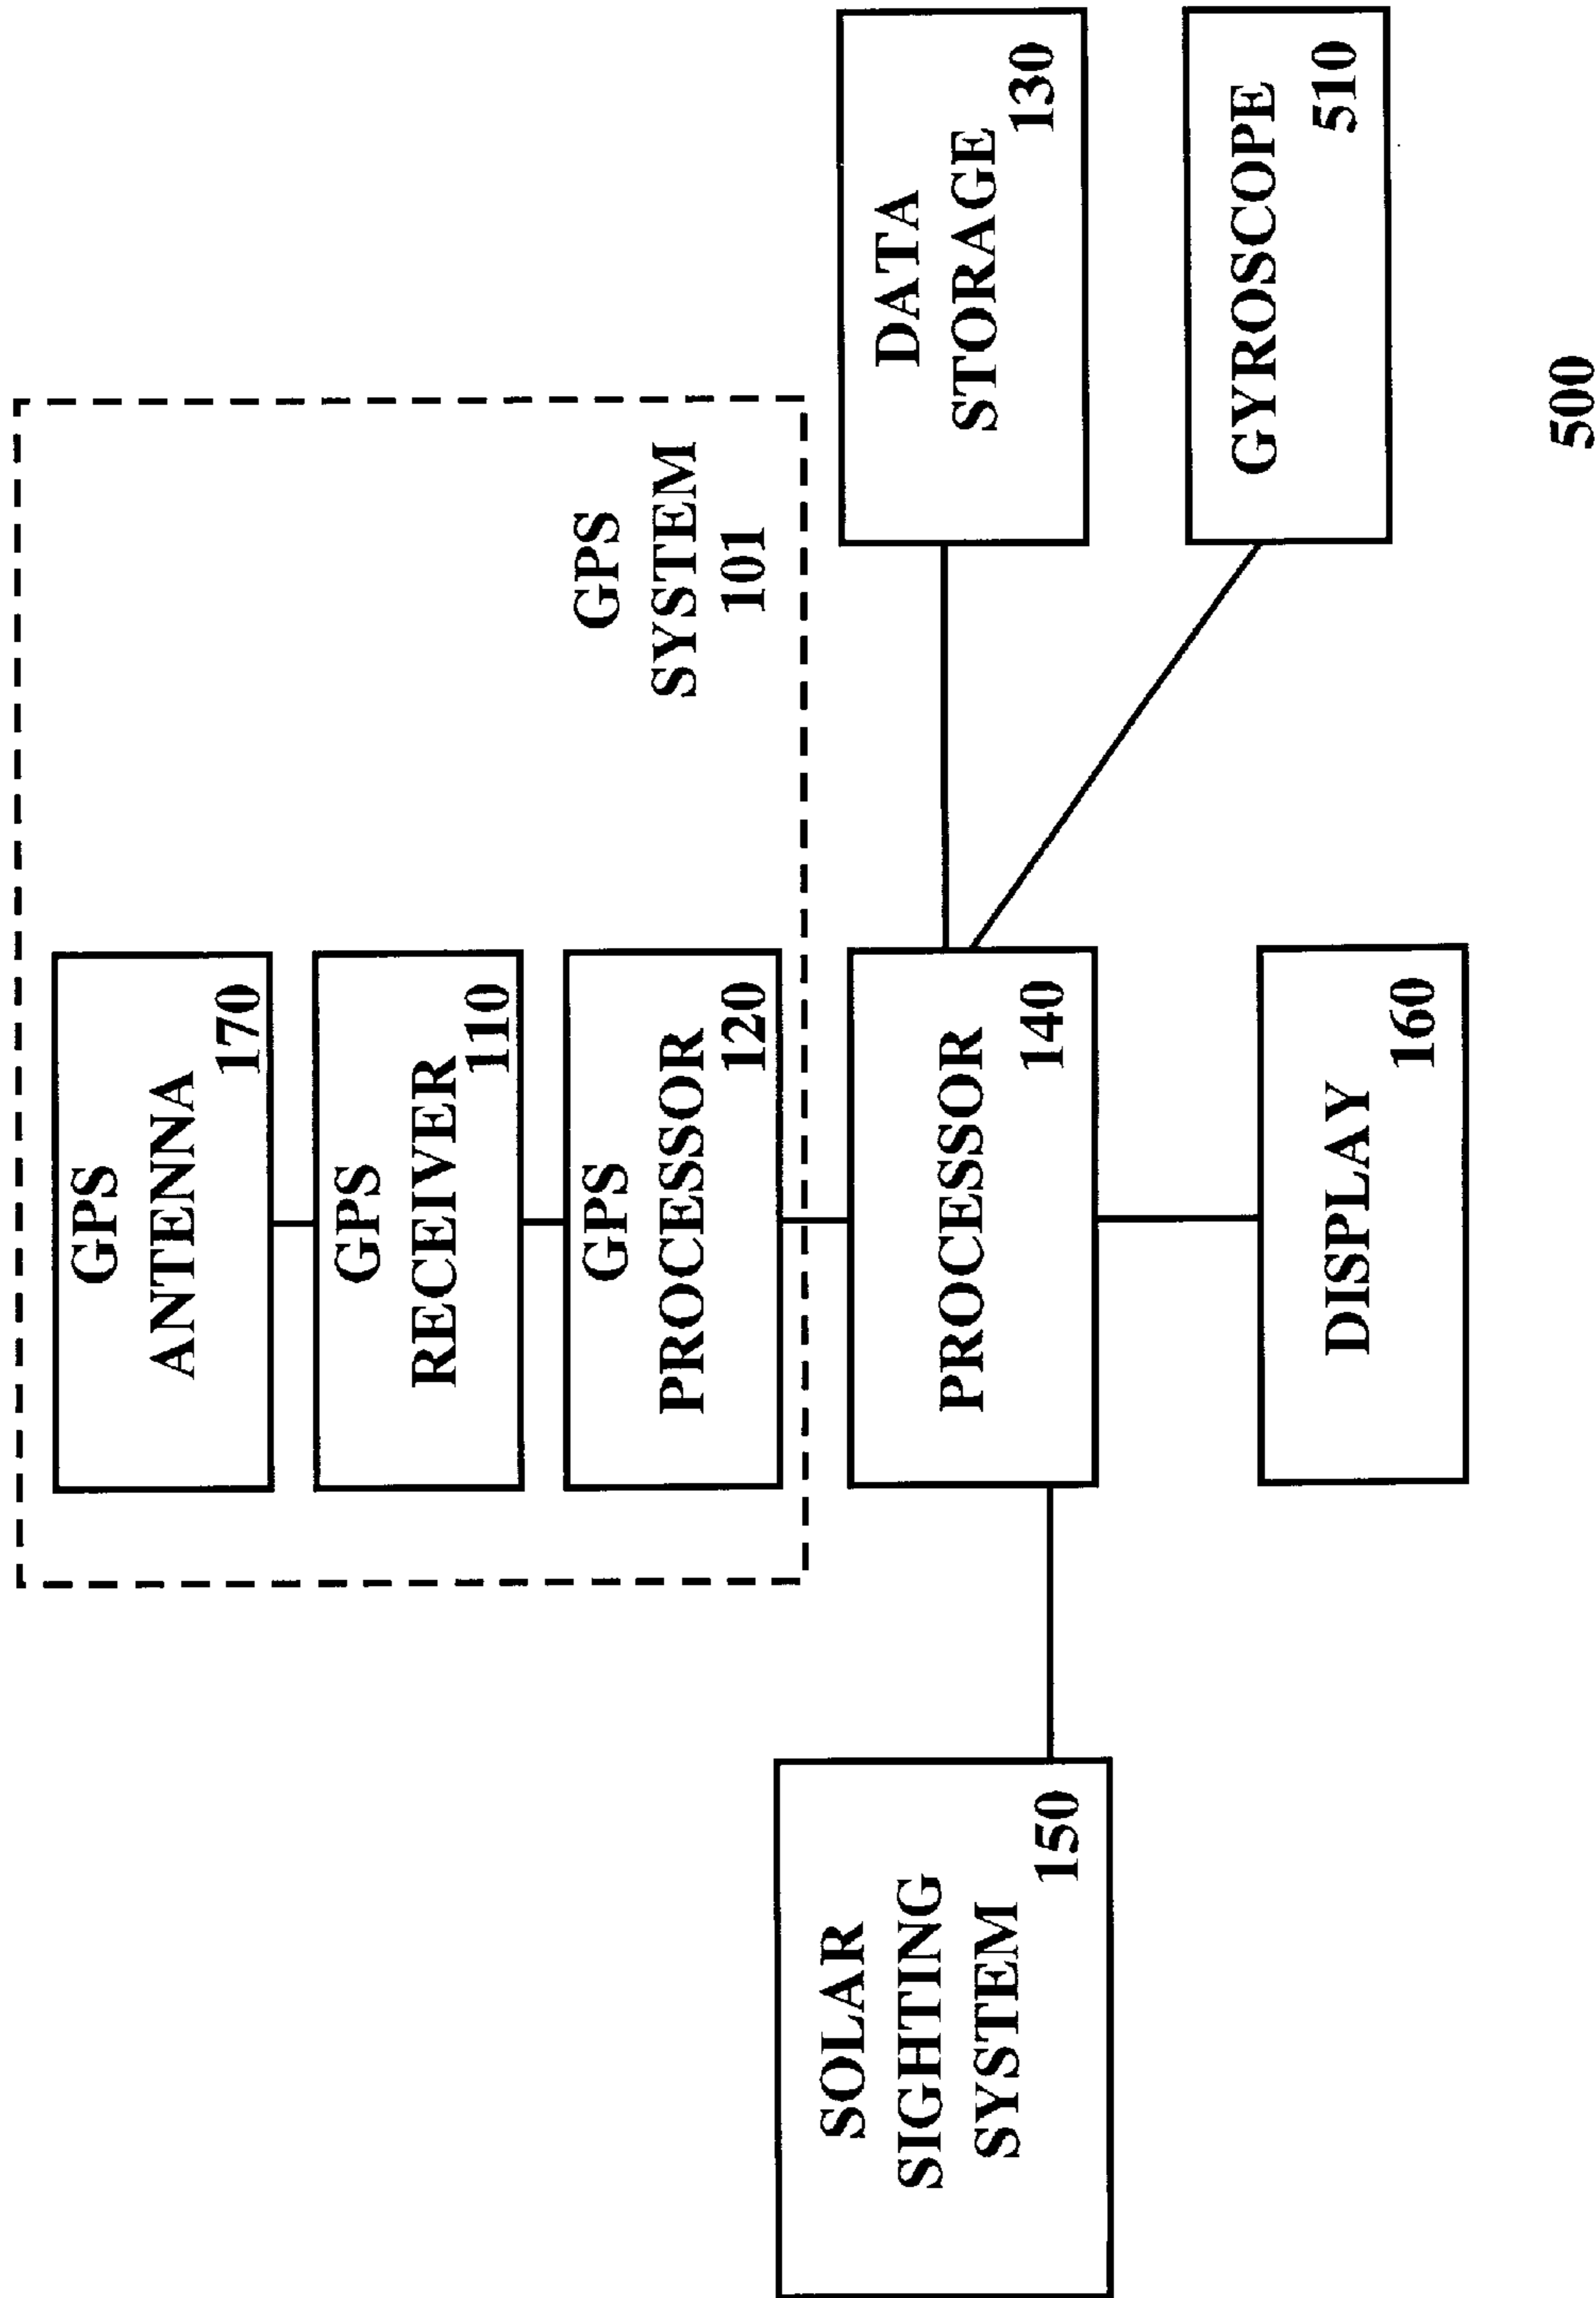 GPS
ANTENNA
170
GPS
RECEIVER
110
GPS
PROCESSOR
120
GPS
SYSTEM
101
SOLAR
SIGHTING
SYSTEM
150
PROCESSOR
140
DATA
STORAGE
130
GYROSCOPE
510
DISPLAY
160
500